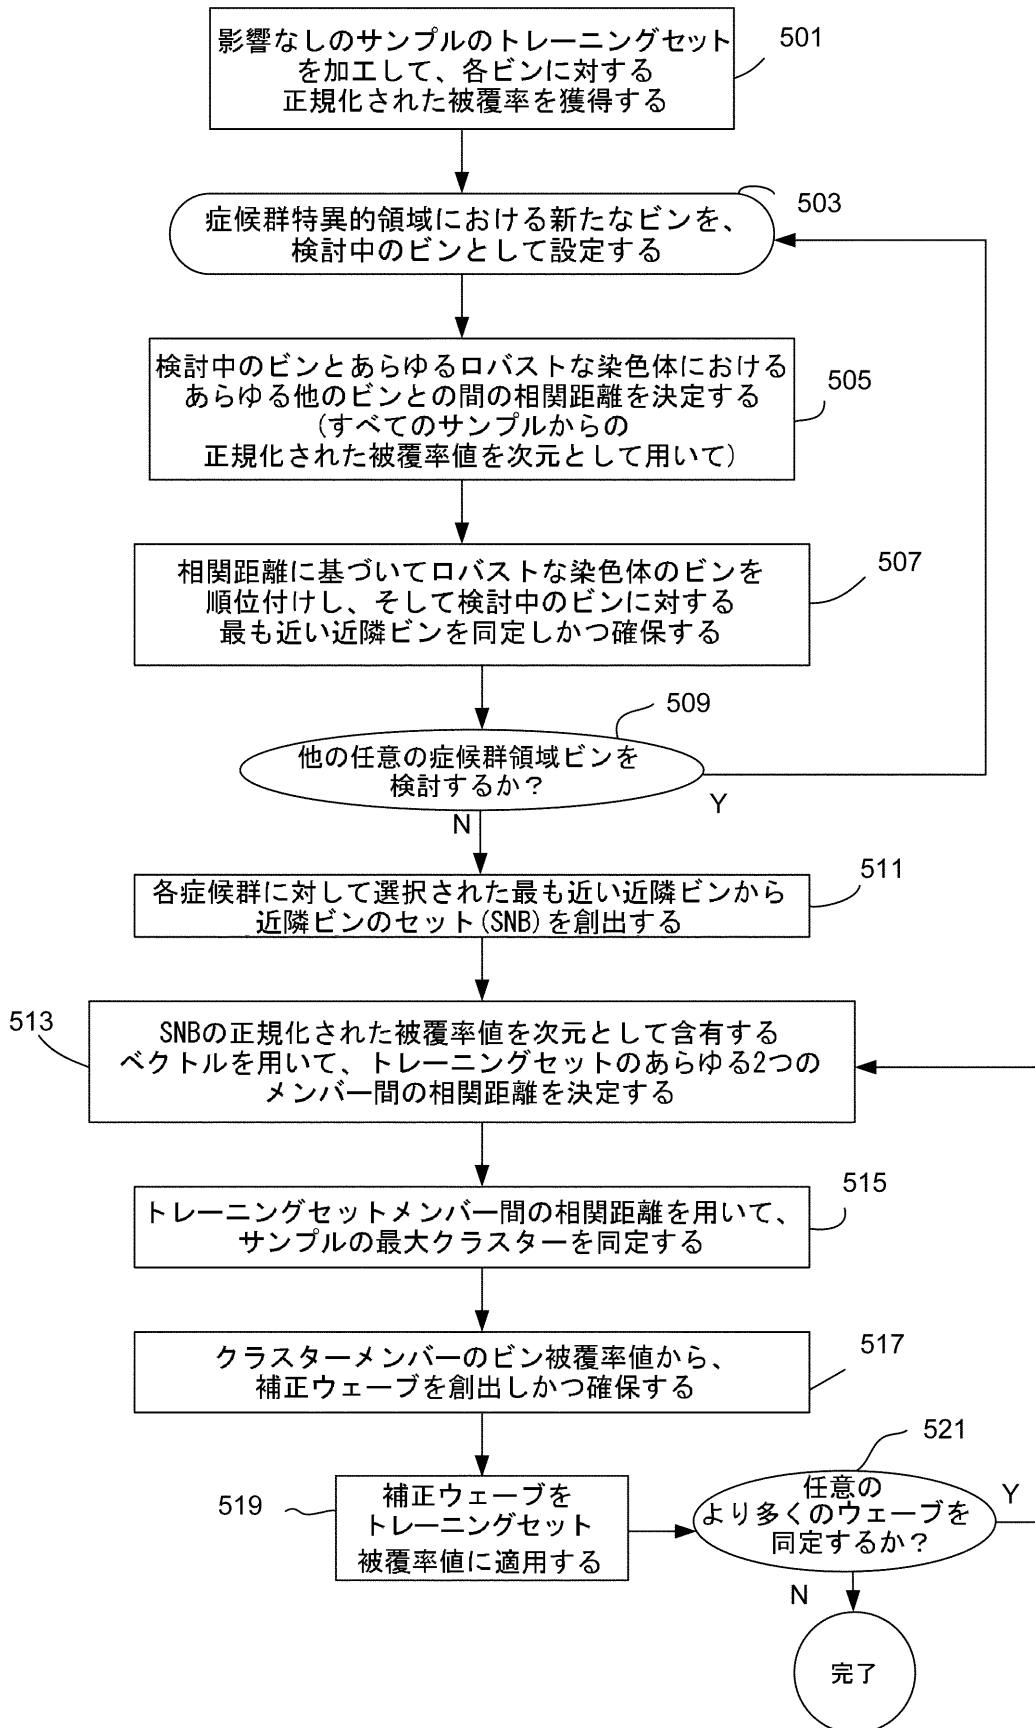 影響なしのサンプルのトレーニングセット
を加工して、各ビンに対する
正規化された被覆率を獲得する
501
症候群特異的領域における新たなビンを、
検討中のビンとして設定する
503
検討中のビンとあらゆるロバストな染色体における
あらゆる他のビンとの間の相関距離を決定する
(すべてのサンプルからの
正規化された被覆率値を次元として用いて)
505
相関距離に基づいてロバストな染色体のビンを
順位付けし、そして検討中のビンに対する
最も近い近隣ビンを同定しかつ確保する
507
他の任意の症候群領域ビンを
検討するか？
509
Y
N
各症候群に対して選択された最も近い近隣ビンから
近隣ビンのセット(SNB)を創出する
511
513
SNBの正規化された被覆率値を次元として含有する
ベクトルを用いて、トレーニングセットのあらゆる2つの
メンバー間の相関距離を決定する
トレーニングセットメンバー間の相関距離を用いて、
サンプルの最大クラスターを同定する
515
クラスターメンバーのビン被覆率値から、
補正ウェーブを創出しかつ確保する
517
519
補正ウェーブを
トレーニングセット
被覆率値に適用する
521
任意の
より多くのウェーブを
同定するか？
Y
N
完了